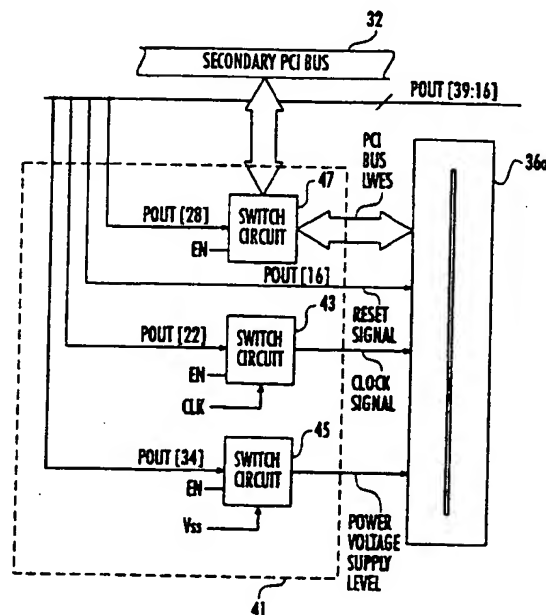 32
SECONDARY PCI BUS
POUT [39:16]
PCI
BUS
LWES
36a
47
POUT [28]
SWITCH
CIRCUIT
EN
POUT [16]
RESET
SIGNAL
43
POUT [22]
SWITCH
CIRCUIT
EN
CLK
CLOCK
SIGNAL
45
POUT [34]
SWITCH
CIRCUIT
EN
Vss
POWER
VOLTAGE
SUPPLY
LEVEL
41